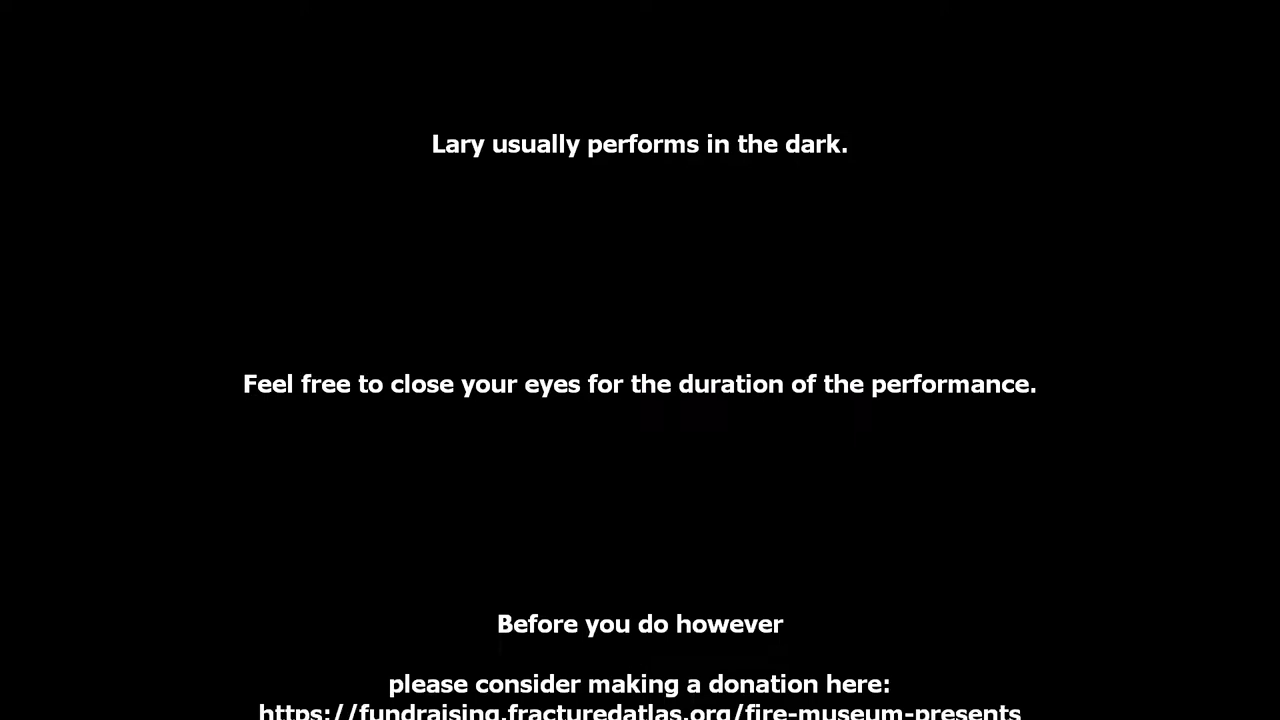 Lary usually performs in the dark.
Feel free to close your eyes for the duration of the performance.
Before you do however
please consider making a donation here:
https://fundraising.fracturedatlas.org/fire-museum-presents